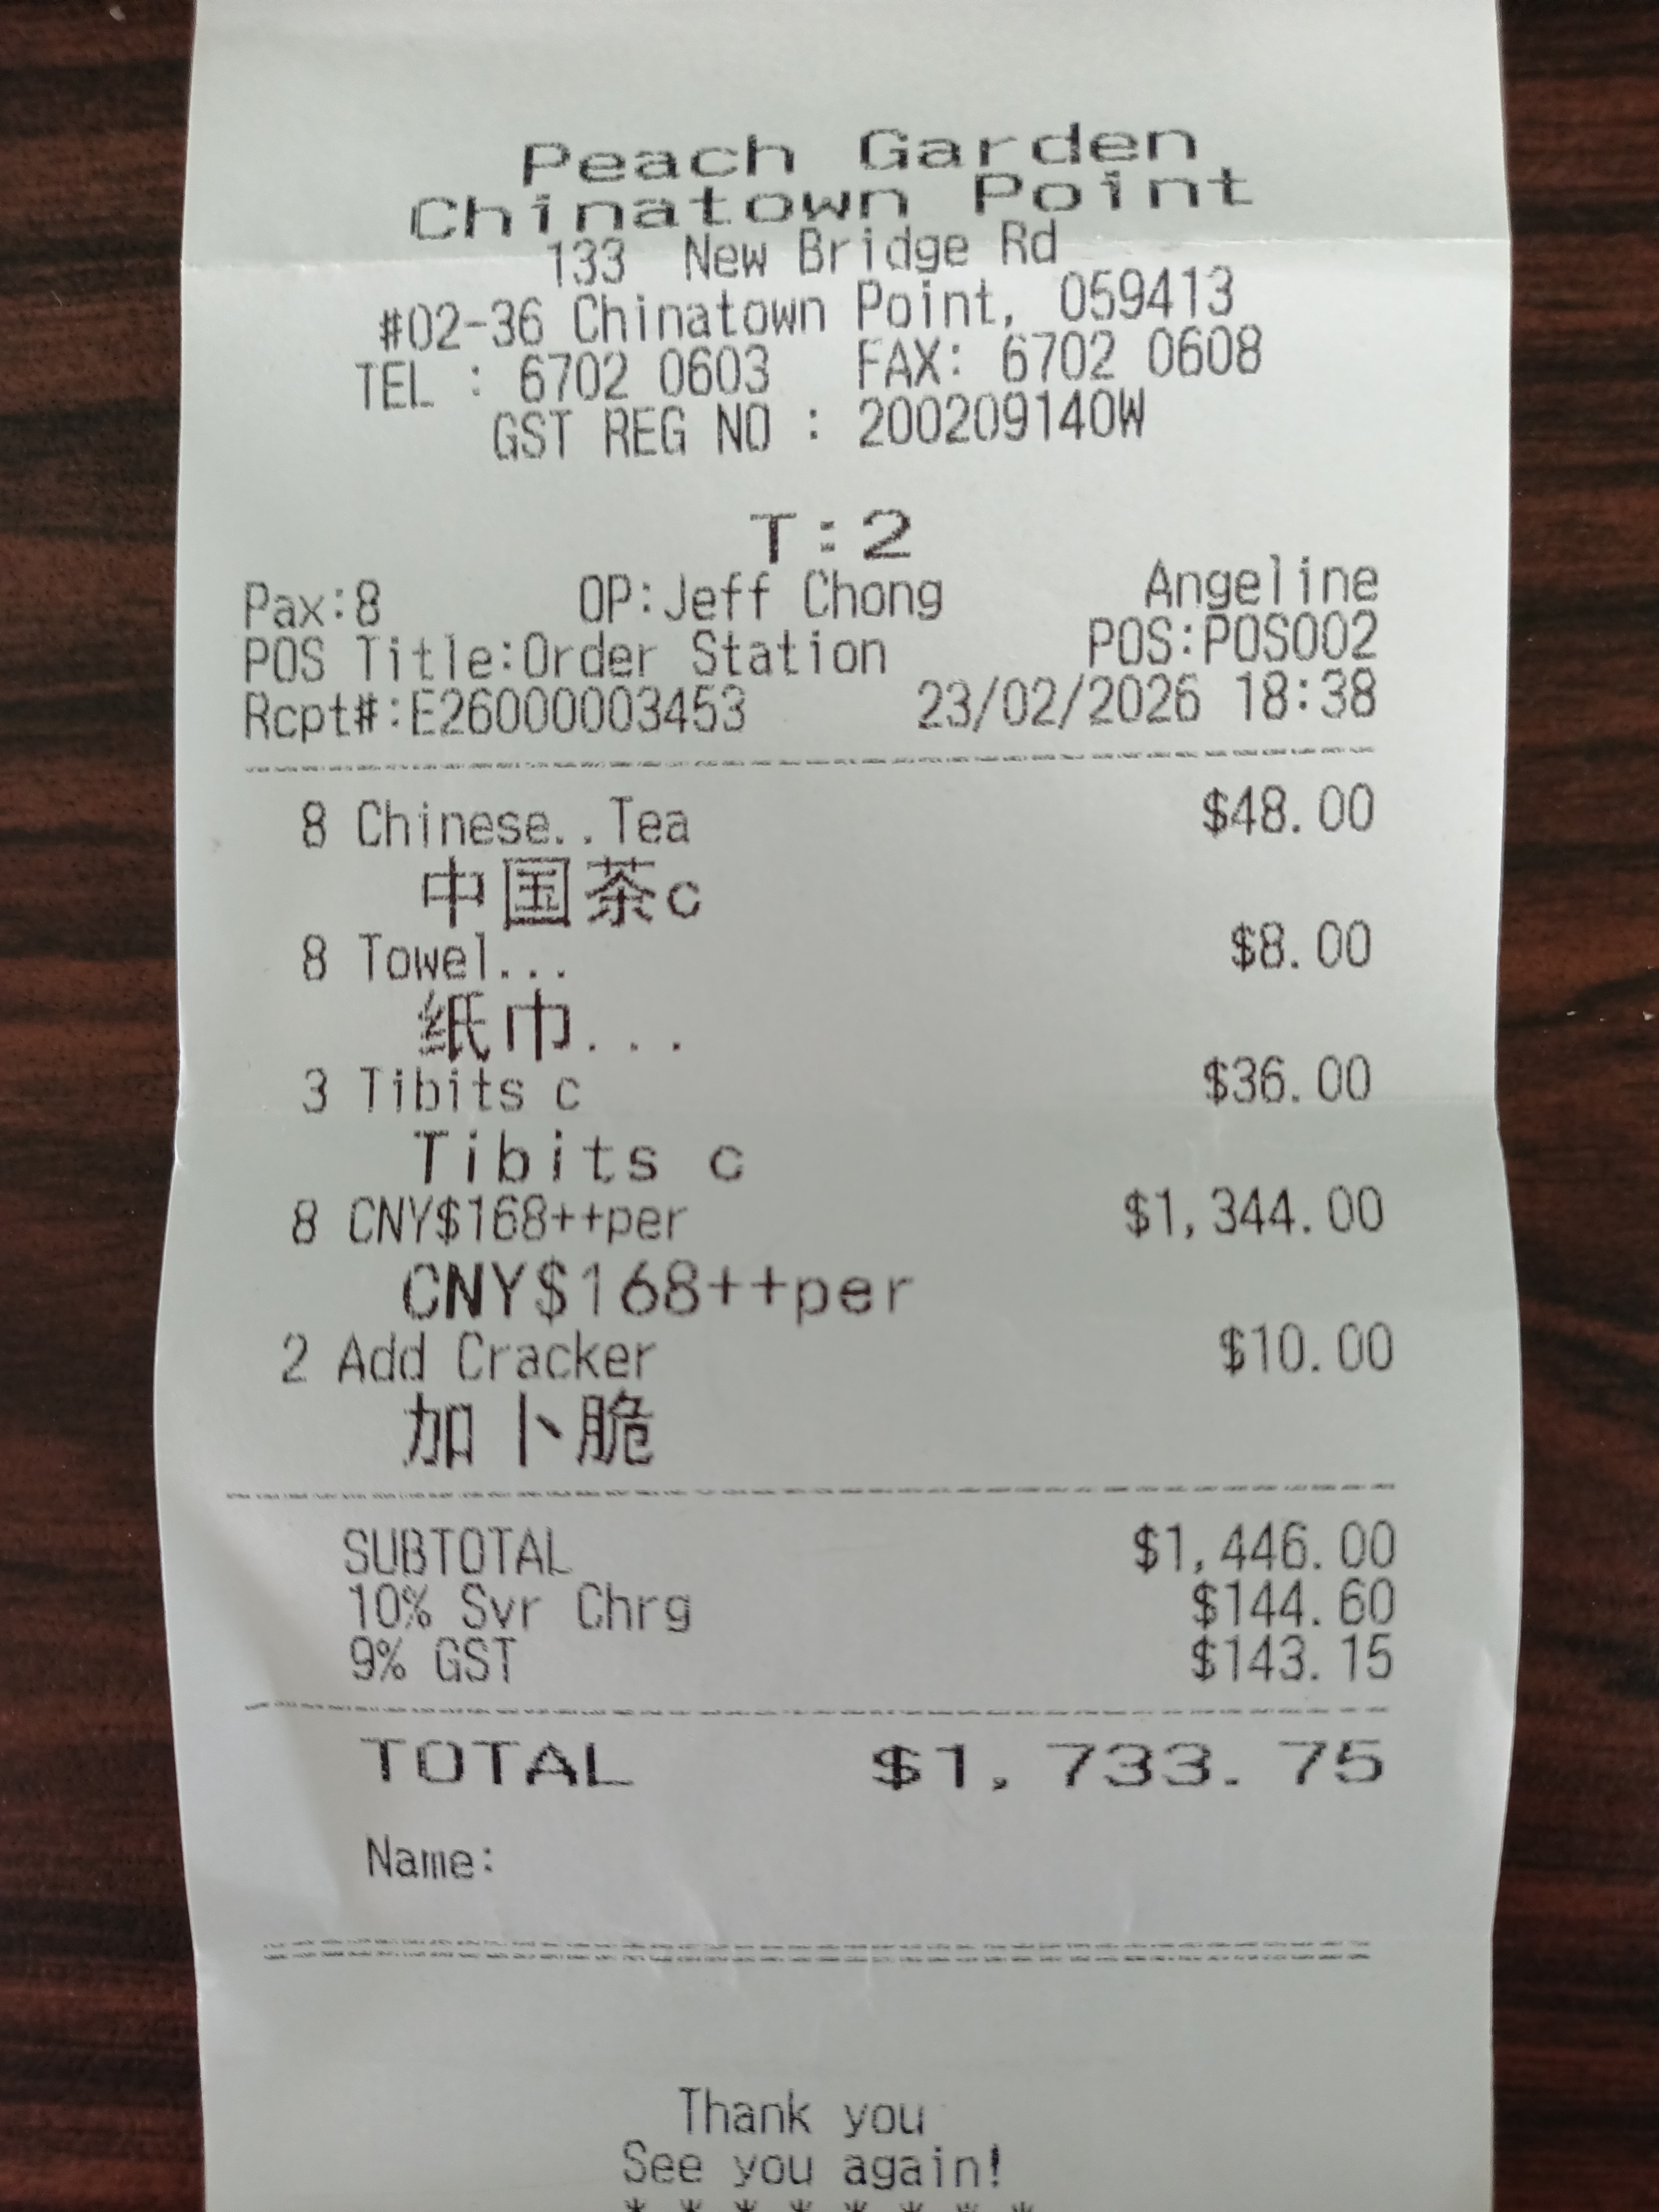 Peach Garden
Chinatown Point
133 New Bridge Rd
#02-36 Chinatown Point, 059413
TEL : 6702 0603 FAX: 6702 0608
GST REG NO : 200209140W
T:2
Pax:8 OP:Jeff Chong Angeline
POS Title:Order Station POS:POS002
Rcpt#:E26000003453 23/02/2026 18:38
8 Chinese..Tea $48.00
中国茶c
8 Towel... $8.00
纸巾...
3 Tibits c $36.00
Tibits c
8 CNY$168++per $1,344.00
CNY$168++per
2 Add Cracker $10.00
加卜脆
SUBTOTAL $1,446.00
10% Svr Chrg $144.60
9% GST $143.15
TOTAL $1,733.75
Name:
Thank you
See you again!
* * * * * * * *